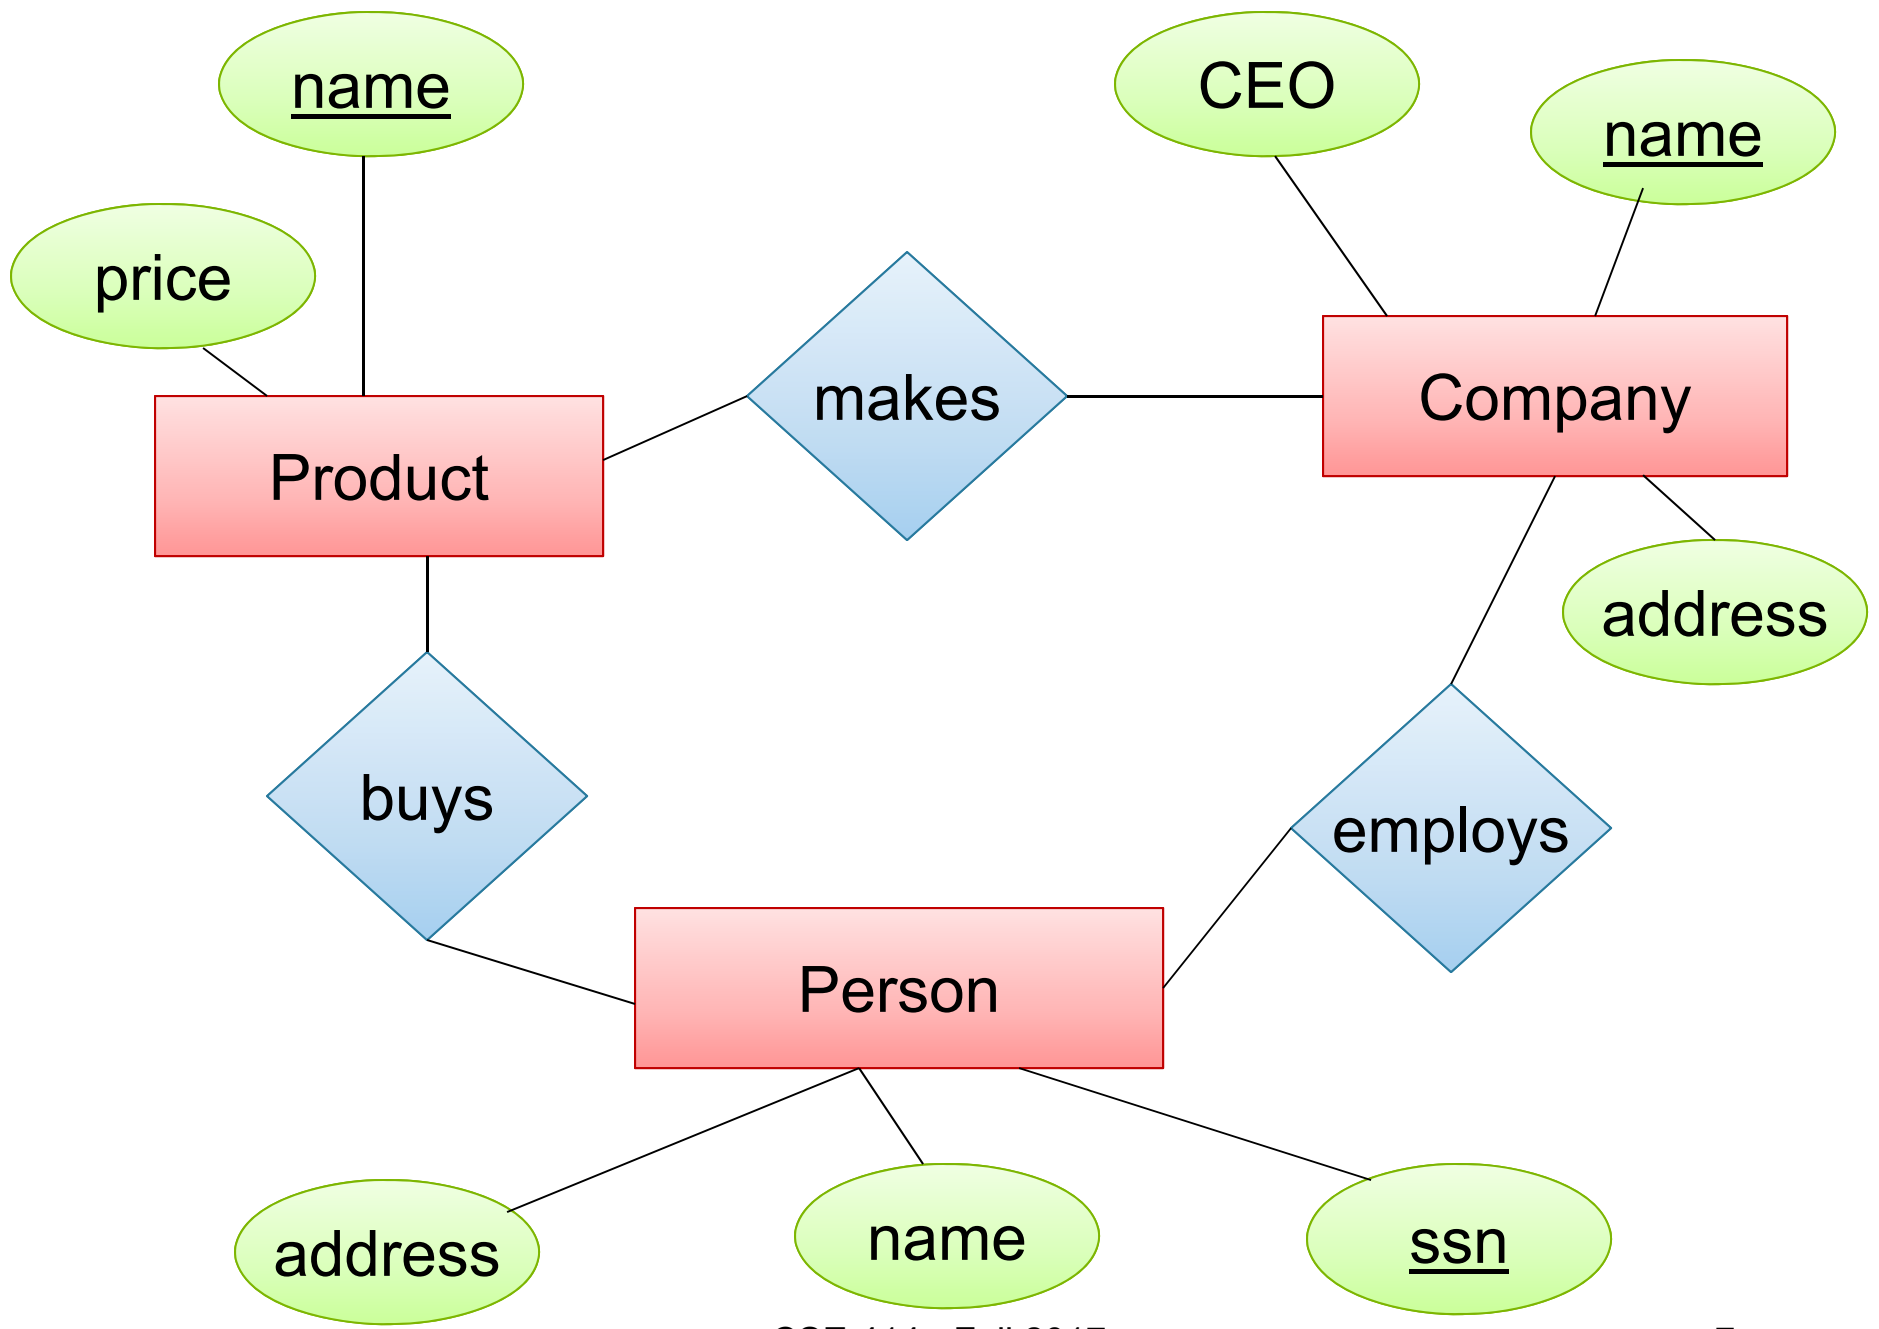 name
CEO
name
price
makes
Company
Product
address
buys
employs
Person
address
name
ssn